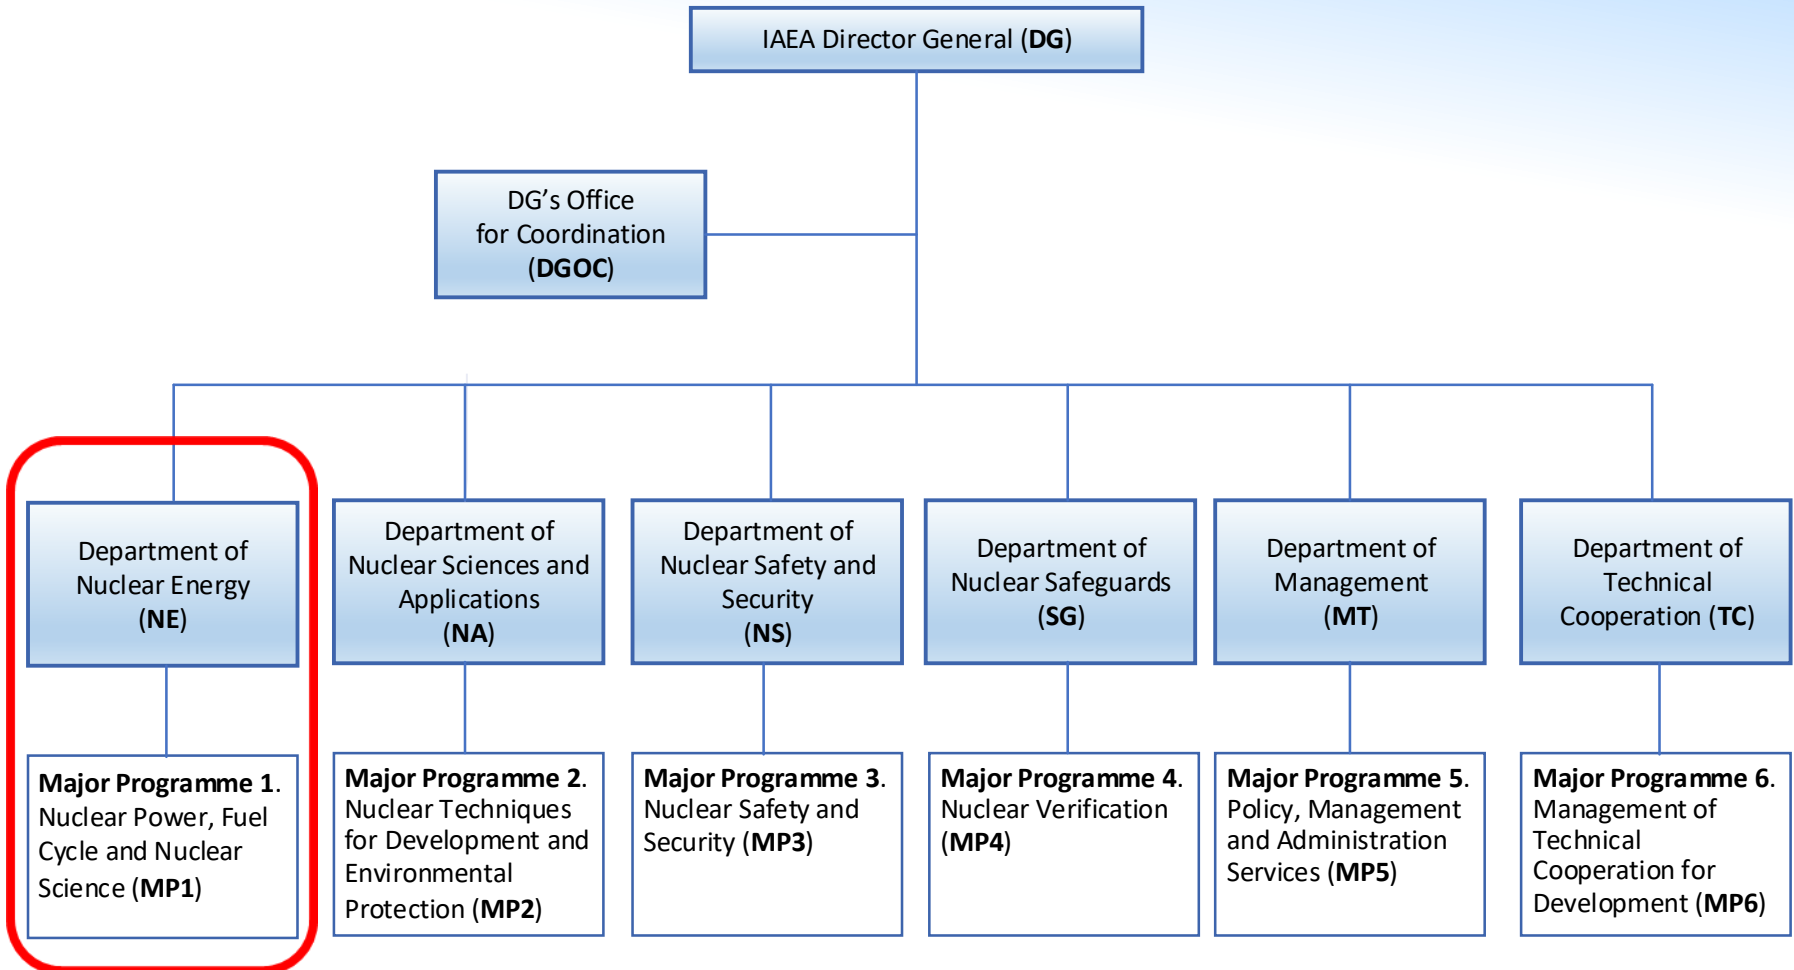 IAEA Director General (DG)
DG’s Office
for Coordination
(DGOC)
Department of
Nuclear Energy
(NE)
Department of
Nuclear Sciences and
Applications
(NA)
Department of
Nuclear Safety and
Security
(NS)
Department of
Nuclear Safeguards
(SG)
Department of
Management
(MT)
Department of
Technical
Cooperation (TC)
Major Programme 1.
Nuclear Power, Fuel
Cycle and Nuclear
Science (MP1)
Major Programme 2.
Nuclear Techniques
for Development and
Environmental
Protection (MP2)
Major Programme 3.
Nuclear Safety and
Security (MP3)
Major Programme 4.
Nuclear Verification
(MP4)
Major Programme 5.
Policy, Management
and Administration
Services (MP5)
Major Programme 6.
Management of
Technical
Cooperation for
Development (MP6)